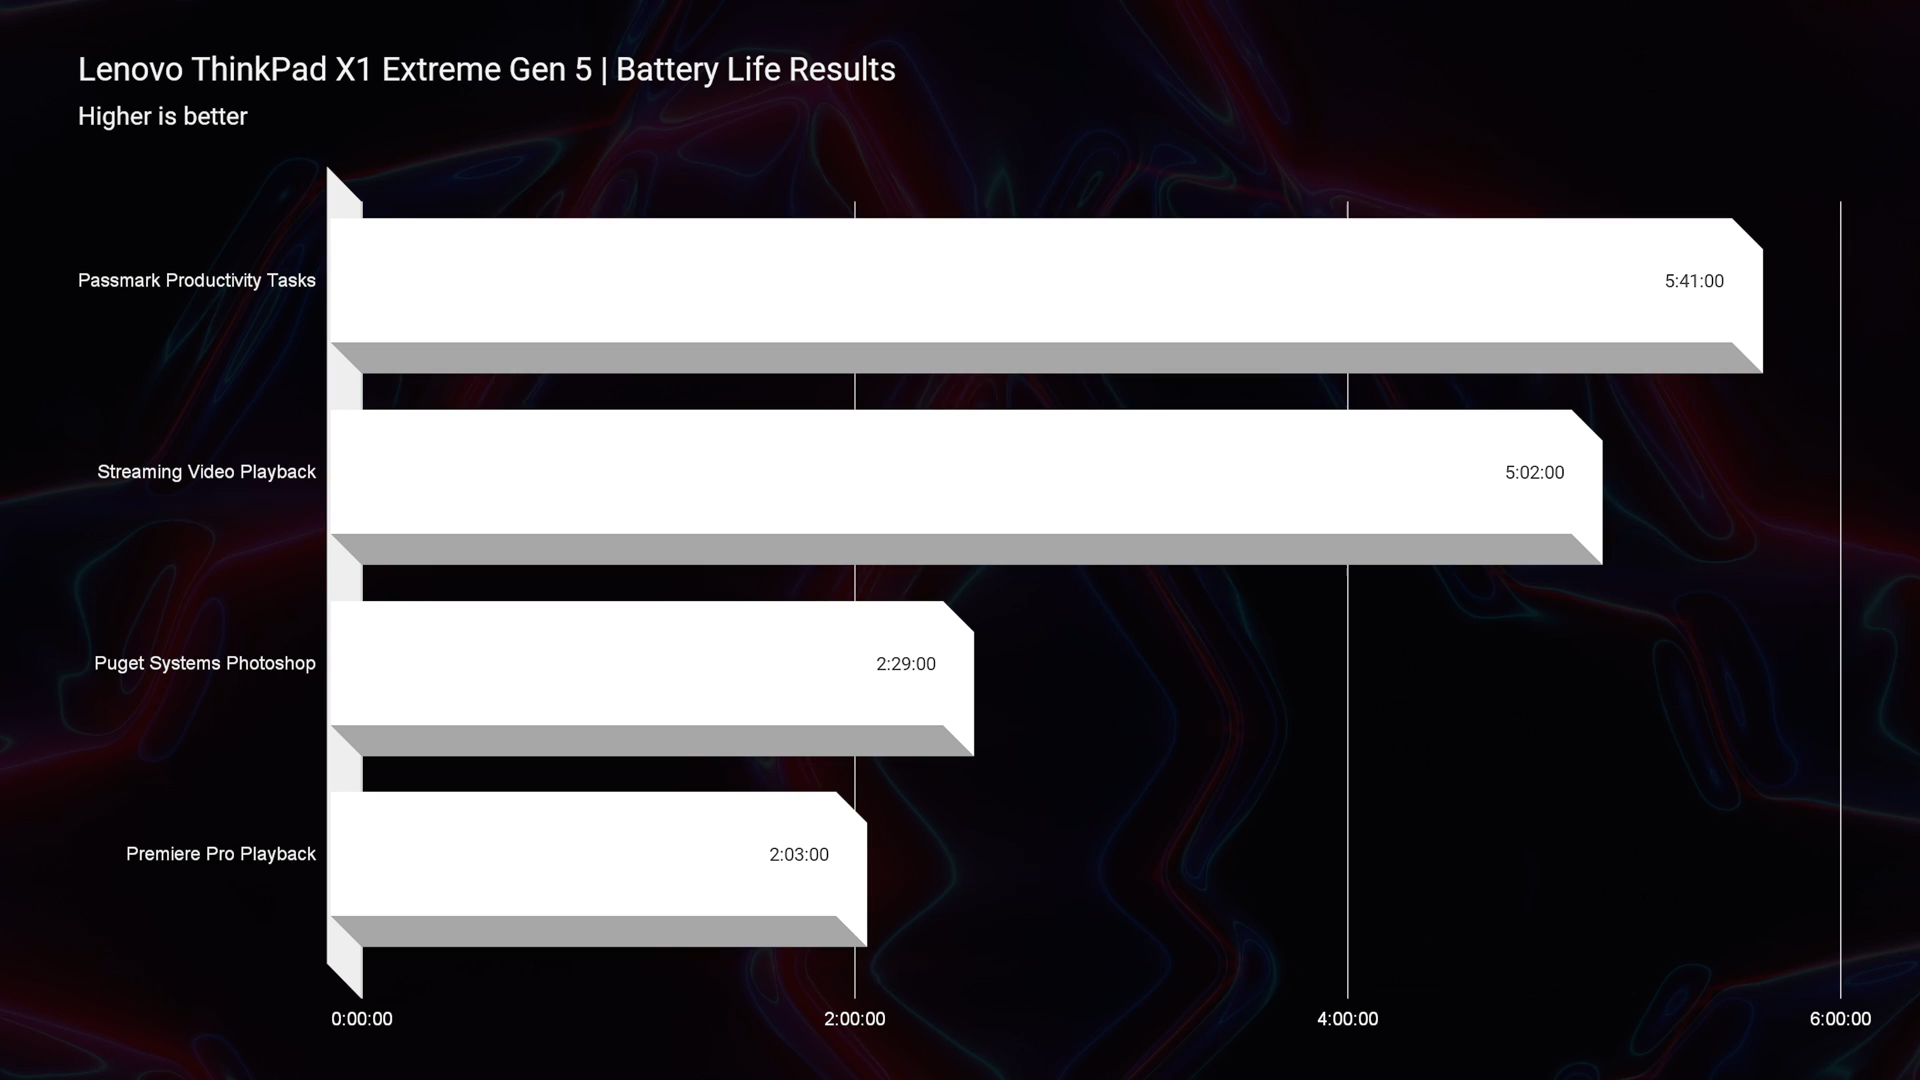 Lenovo ThinkPad X1 Extreme Gen 5 | Battery Life Results
Higher is better
Passmark Productivity Tasks
5:41:00
Streaming Video Playback
5:02:00
Puget Systems Photoshop
2:29:00
Premiere Pro Playback
2:03:00
0:00:00
2:00:00
4:00:00
6:00:00